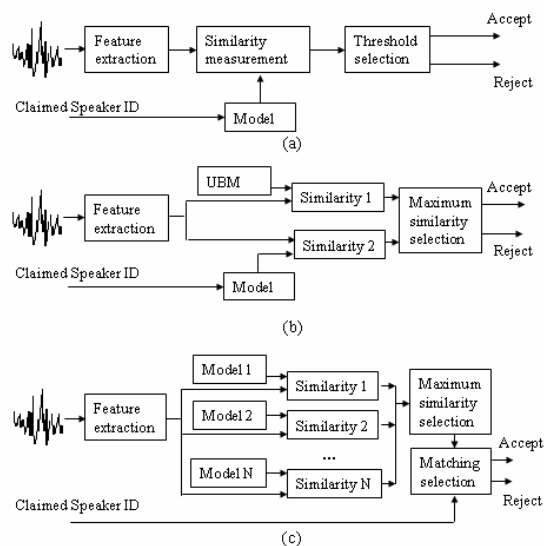 Feature
extraction
Similarity
measurement
Threshold
selection
Accept
Reject
Claimed Speaker ID
Model
(a)
UBM
Feature
extraction
Similarity 1
Similarity 2
Maximum
similarity
selection
Accept
Reject
Claimed Speaker ID
Model
(b)
Model 1
Similarity 1
Feature
extraction
Model 2
Similarity 2
...
Model N
Similarity N
Maximum
similarity
selection
Matching
selection
Accept
Reject
Claimed Speaker ID
(c)